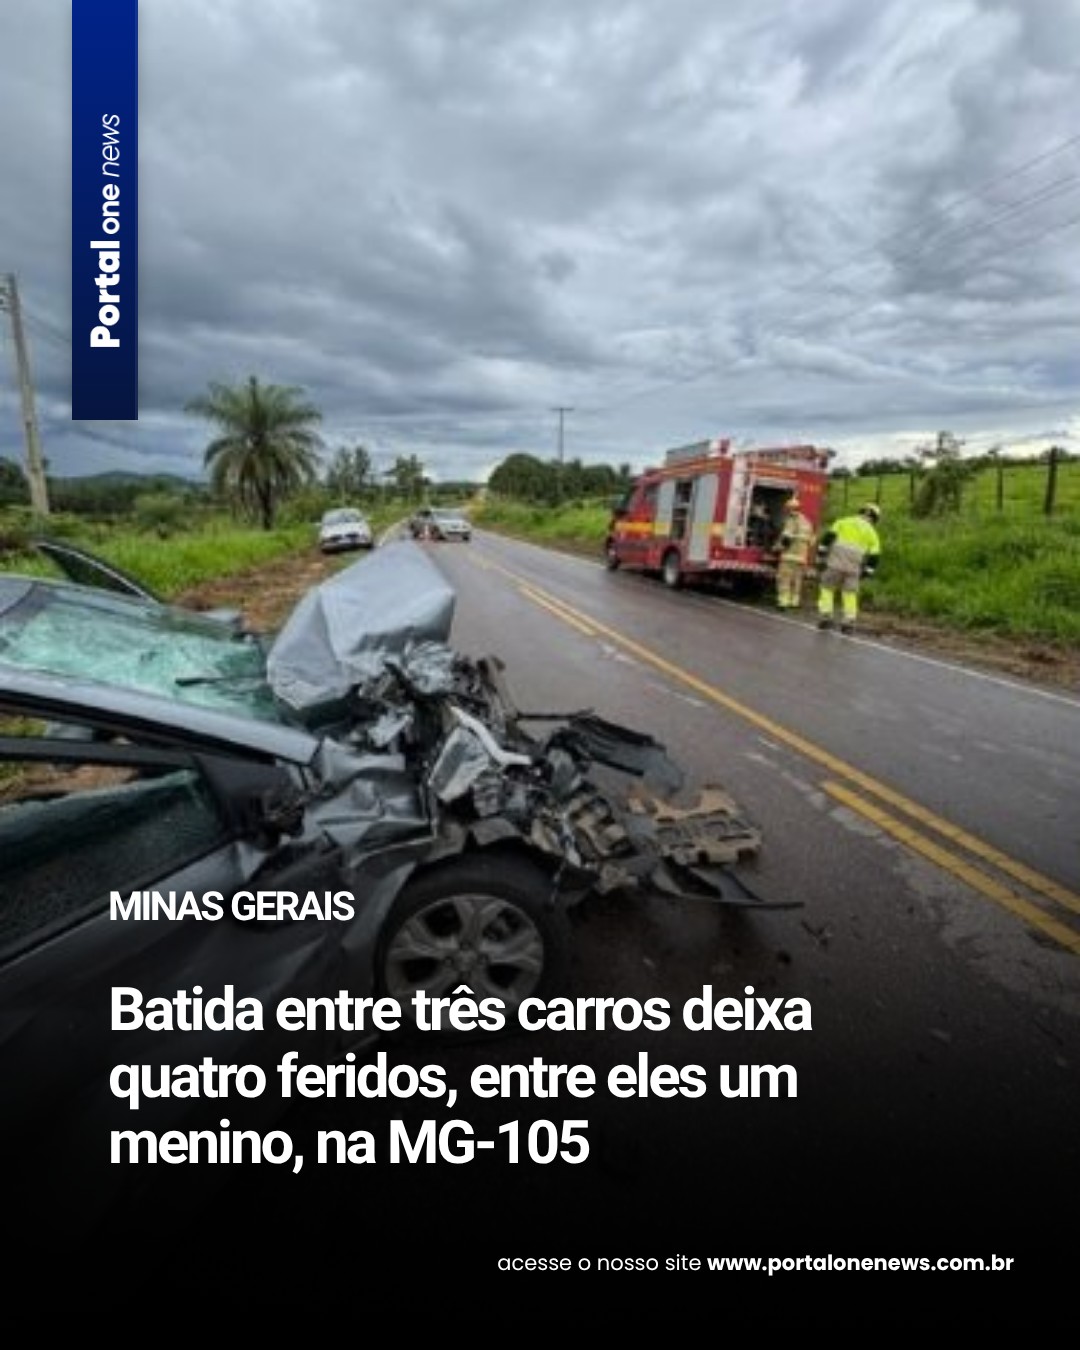 Portal one news
MINAS GERAIS
Batida entre três carros deixa
quatro feridos, entre eles um
menino, na MG-105
acesse o nosso site www.portalonenews.com.br